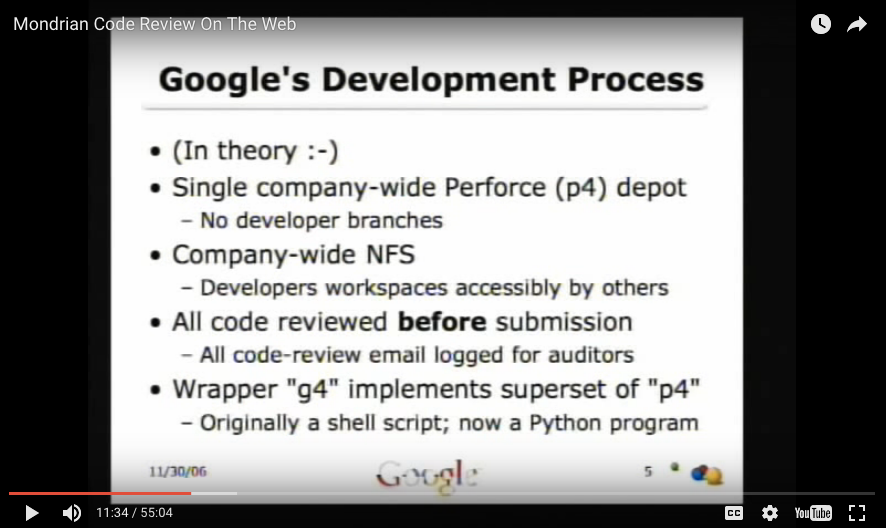 Mondrian Code Review On The Web
Google's Development Process
• (In theory :-)
• Single company-wide Perforce (p4) depot
– No developer branches
• Company-wide NFS
– Developers workspaces accessibly by others
• All code reviewed before submission
– All code-review email logged for auditors
• Wrapper "g4" implements superset of "p4"
– Originally a shell script; now a Python program
11/30/06 Google 5
11:34 / 55:04 CC YouTube